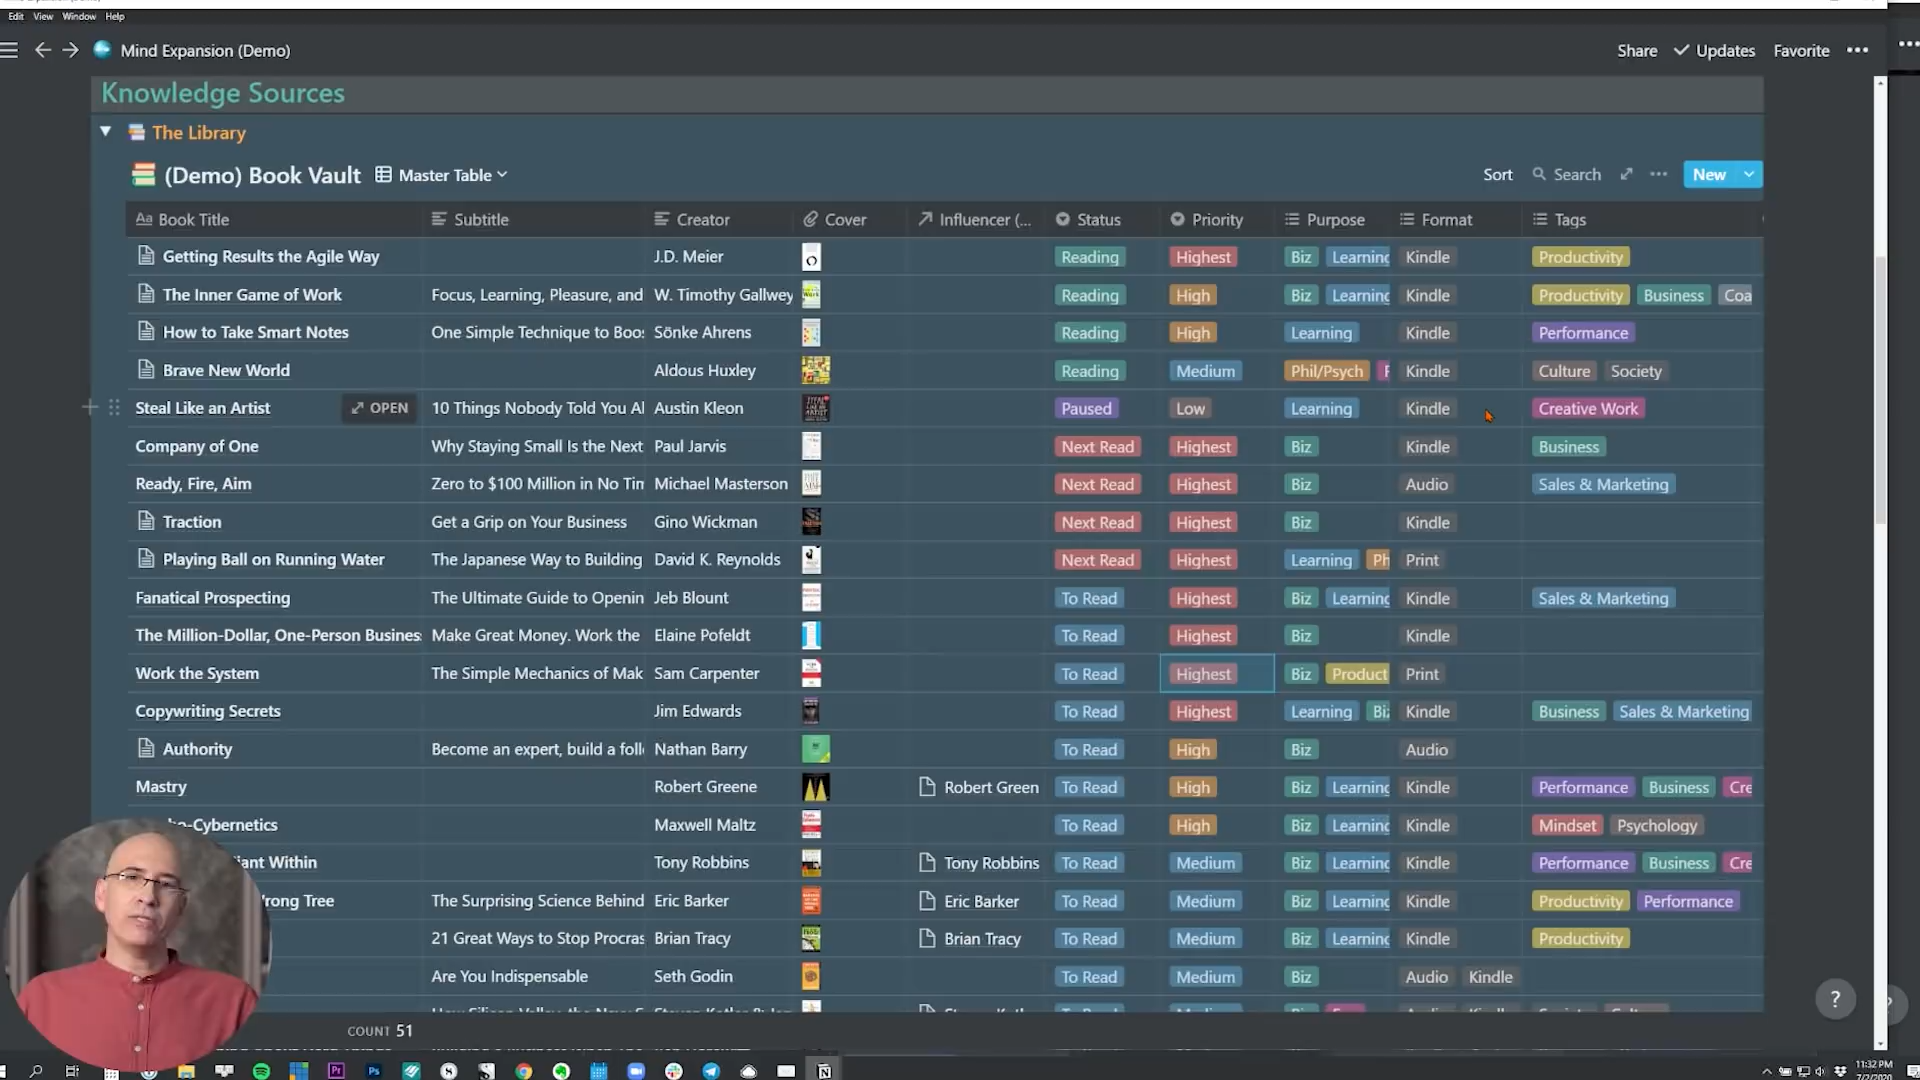 Edit View Window Help
Mind Expansion (Demo) Share Updates Favorite
Knowledge Sources
The Library
(Demo) Book Vault Master Table Sort Search New
Aa Book Title Subtitle Creator Cover Influencer (... Status Priority Purpose Format Tags
Getting Results the Agile Way J.D. Meier Reading Highest Biz Learning Kindle Productivity
The Inner Game of Work Focus, Learning, Pleasure, and W. Timothy Gallwey Reading High Biz Learning Kindle Productivity Business Coa
How to Take Smart Notes One Simple Technique to Boos Sönke Ahrens Reading High Learning Kindle Performance
Brave New World Aldous Huxley Reading Medium Phil/Psych Kindle Culture Society
Steal Like an Artist OPEN 10 Things Nobody Told You Al Austin Kleon Paused Low Learning Kindle Creative Work
Company of One Why Staying Small Is the Next Paul Jarvis Next Read Highest Biz Kindle Business
Ready, Fire, Aim Zero to $100 Million in No Tim Michael Masterson Next Read Highest Biz Audio Sales & Marketing
Traction Get a Grip on Your Business Gino Wickman Next Read Highest Biz Kindle
Playing Ball on Running Water The Japanese Way to Building David K. Reynolds Next Read Highest Learning Ph Print
Fanatical Prospecting The Ultimate Guide to Openin Jeb Blount To Read Highest Biz Learning Kindle Sales & Marketing
The Million-Dollar, One-Person Busines Make Great Money. Work the Elaine Pofeldt To Read Highest Biz Kindle
Work the System The Simple Mechanics of Mak Sam Carpenter To Read Highest Biz Product Print
Copywriting Secrets Jim Edwards To Read Highest Learning Biz Kindle Business Sales & Marketing
Authority Become an expert, build a foll Nathan Barry To Read High Biz Audio
Mastry Robert Greene Robert Green To Read High Biz Learning Kindle Performance Business Cre
ho-Cybernetics Maxwell Maltz To Read High Biz Learning Kindle Mindset Psychology
iant Within Tony Robbins Tony Robbins To Read Medium Biz Learning Kindle Performance Business Cre
rong Tree The Surprising Science Behind Eric Barker Eric Barker To Read Medium Biz Learning Kindle Productivity Performance
21 Great Ways to Stop Procras Brian Tracy Brian Tracy To Read Medium Biz Learning Kindle Productivity
Are You Indispensable Seth Godin To Read Medium Biz Audio Kindle
COUNT 51
11:32 PM